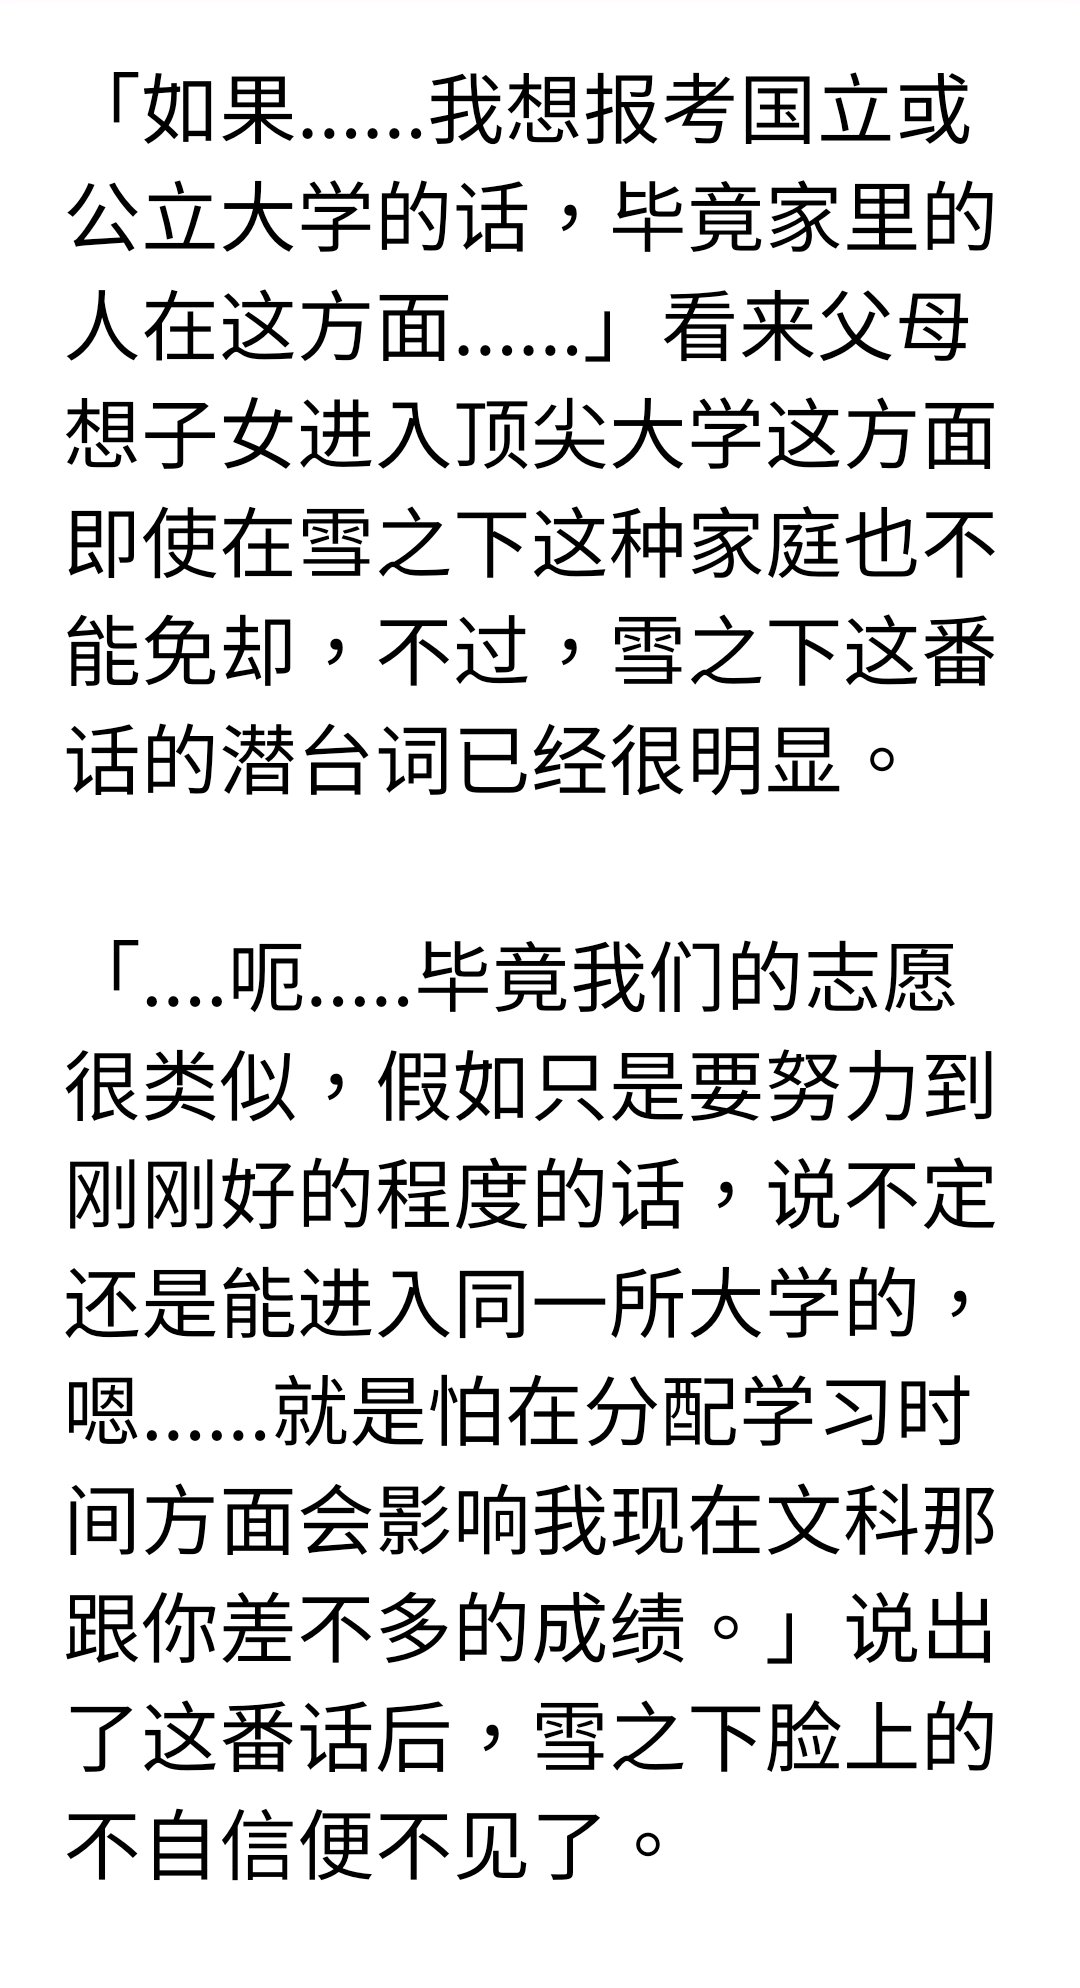 「如果......我想报考国立或
公立大学的话，毕竟家里的
人在这方面......」看来父母
想子女进入顶尖大学这方面
即使在雪之下这种家庭也不
能免却，不过，雪之下这番
话的潜台词已经很明显。
「....呃.....毕竟我们的志愿
很类似，假如只是要努力到
刚刚好的程度的话，说不定
还是能进入同一所大学的，
嗯......就是怕在分配学习时
间方面会影响我现在文科那
跟你差不多的成绩。」说出
了这番话后，雪之下脸上的
不自信便不见了。